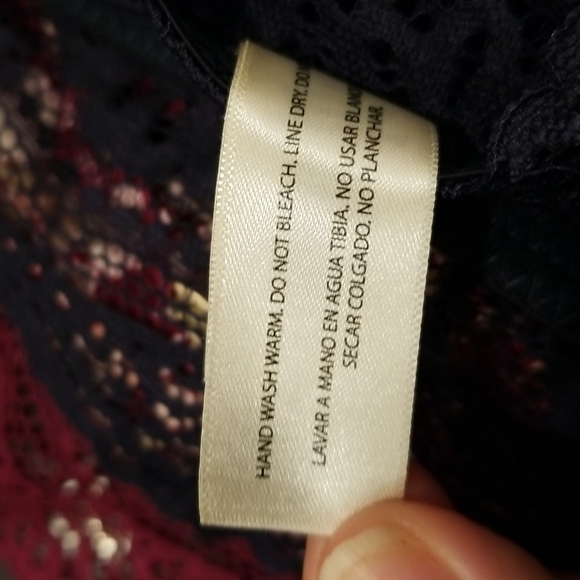 HAND WASH WARM. DO NOT BLEACH. LINE DRY. DO
LAVAR A MANO EN AGUA TIBIA. NO USAR
SECAR COLGADO. NO PLANCHAR.